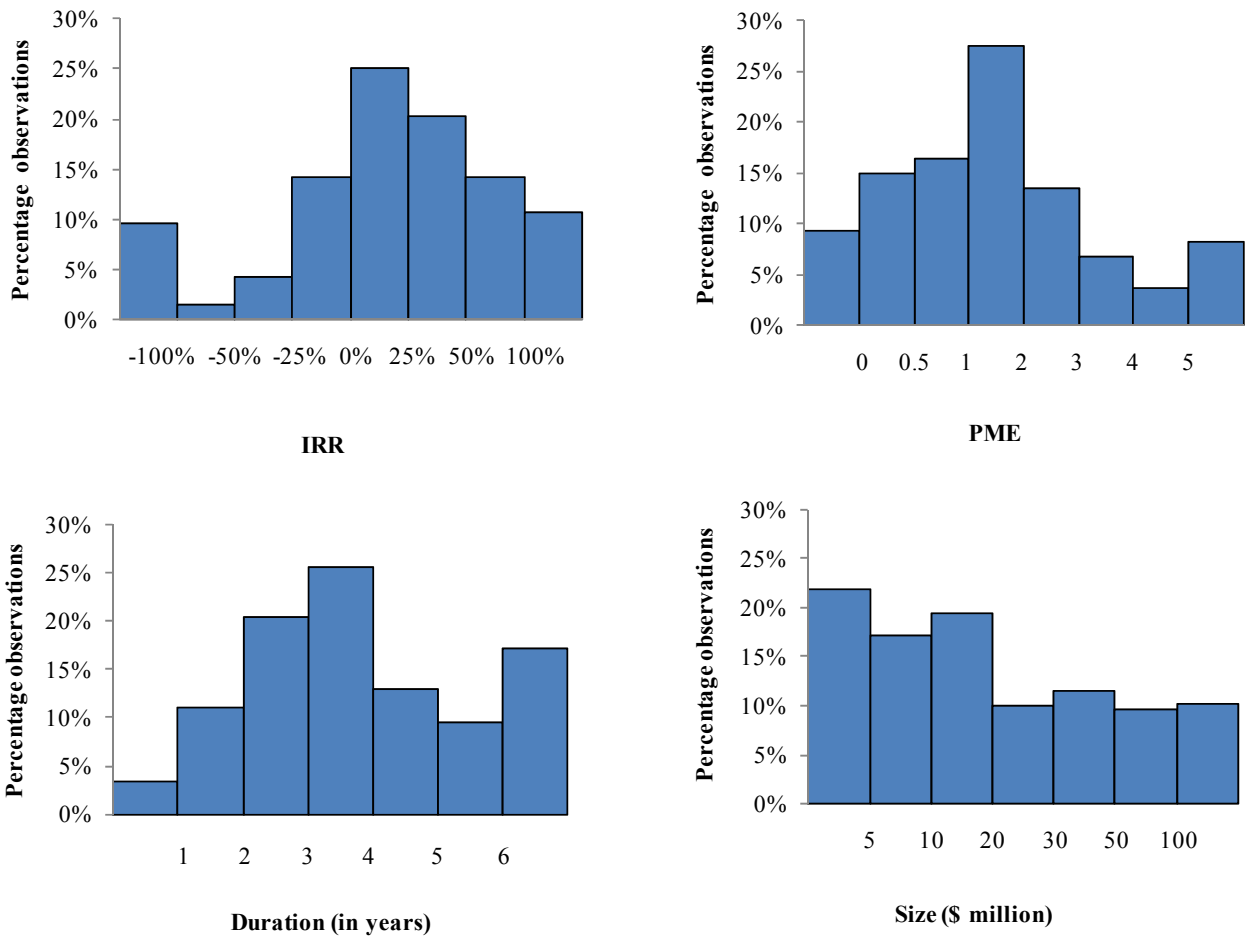 Percentage observations
30%
25%
20%
15%
10%
5%
0%
-100% -50% -25% 0% 25% 50% 100%
IRR
Percentage observations
30%
25%
20%
15%
10%
5%
0%
0 0.5 1 2 3 4 5
PME
Percentage observations
30%
25%
20%
15%
10%
5%
0%
1 2 3 4 5 6
Duration (in years)
Percentage observations
30%
25%
20%
15%
10%
5%
0%
5 10 20 30 50 100
Size ($ million)